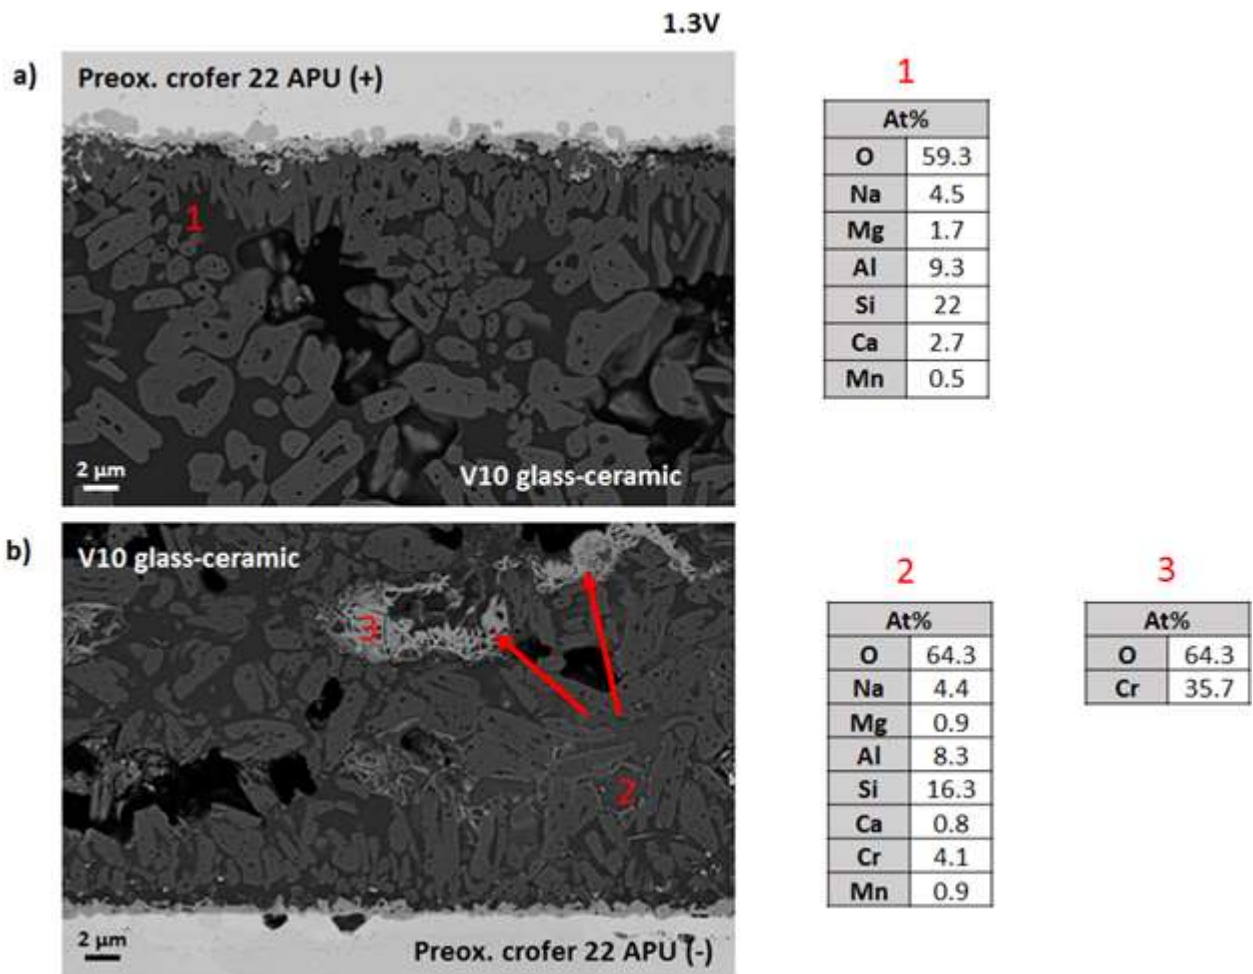 1.3V
a)
Preox. crofer 22 APU (+)
1
2 µm
V10 glass-ceramic
1
At%
O 59.3
Na 4.5
Mg 1.7
Al 9.3
Si 22
Ca 2.7
Mn 0.5
b)
V10 glass-ceramic
3
2
2 µm
Preox. crofer 22 APU (-)
2
At%
O 64.3
Na 4.4
Mg 0.9
Al 8.3
Si 16.3
Ca 0.8
Cr 4.1
Mn 0.9
3
At%
O 64.3
Cr 35.7